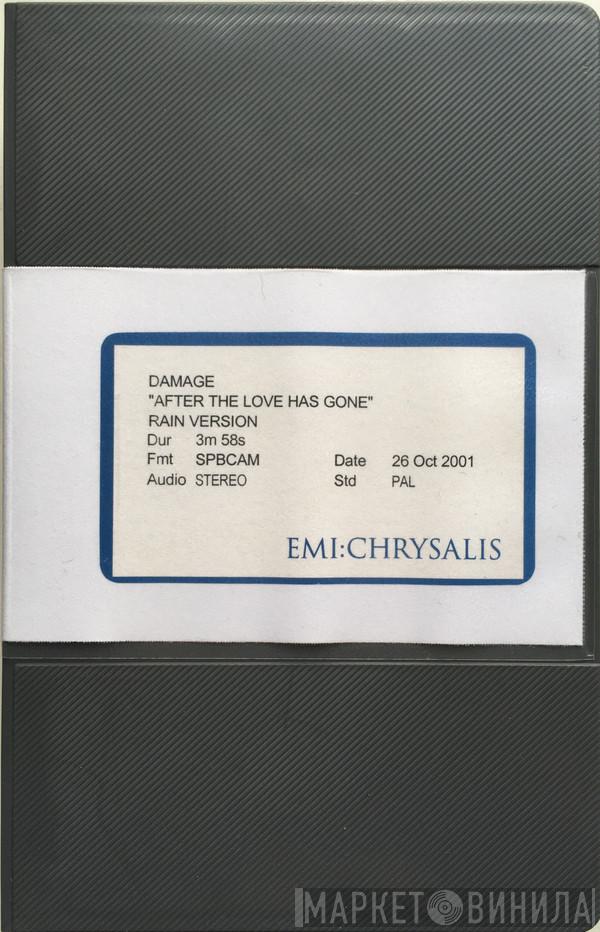 DAMAGE
"AFTER THE LOVE HAS GONE"
RAIN VERSION
Dur 3m 58s
Fmt SPBCAM Date 26 Oct 2001
Audio STEREO Std PAL
EMI:CHRYSALIS
МАРКЕТ ВИНИЛА